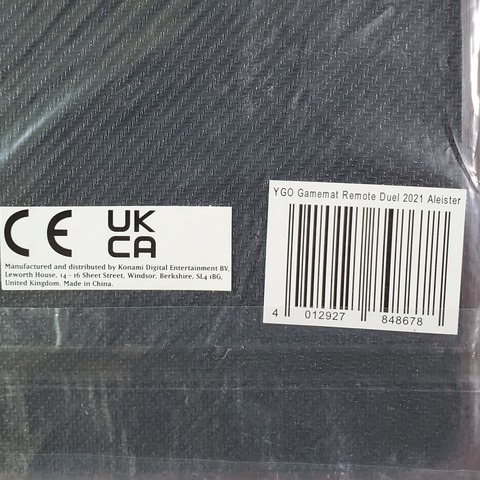 CE
UK
CA
Manufactured and distributed by Konami Digital Entertainment BV,
Leworth House, 14 - 16 Sheet Street, Windsor, Berkshire, SL4 1BG,
United Kingdom. Made in China.
YGO Gamemat Remote Duel 2021 Aleister
4 012927 848678